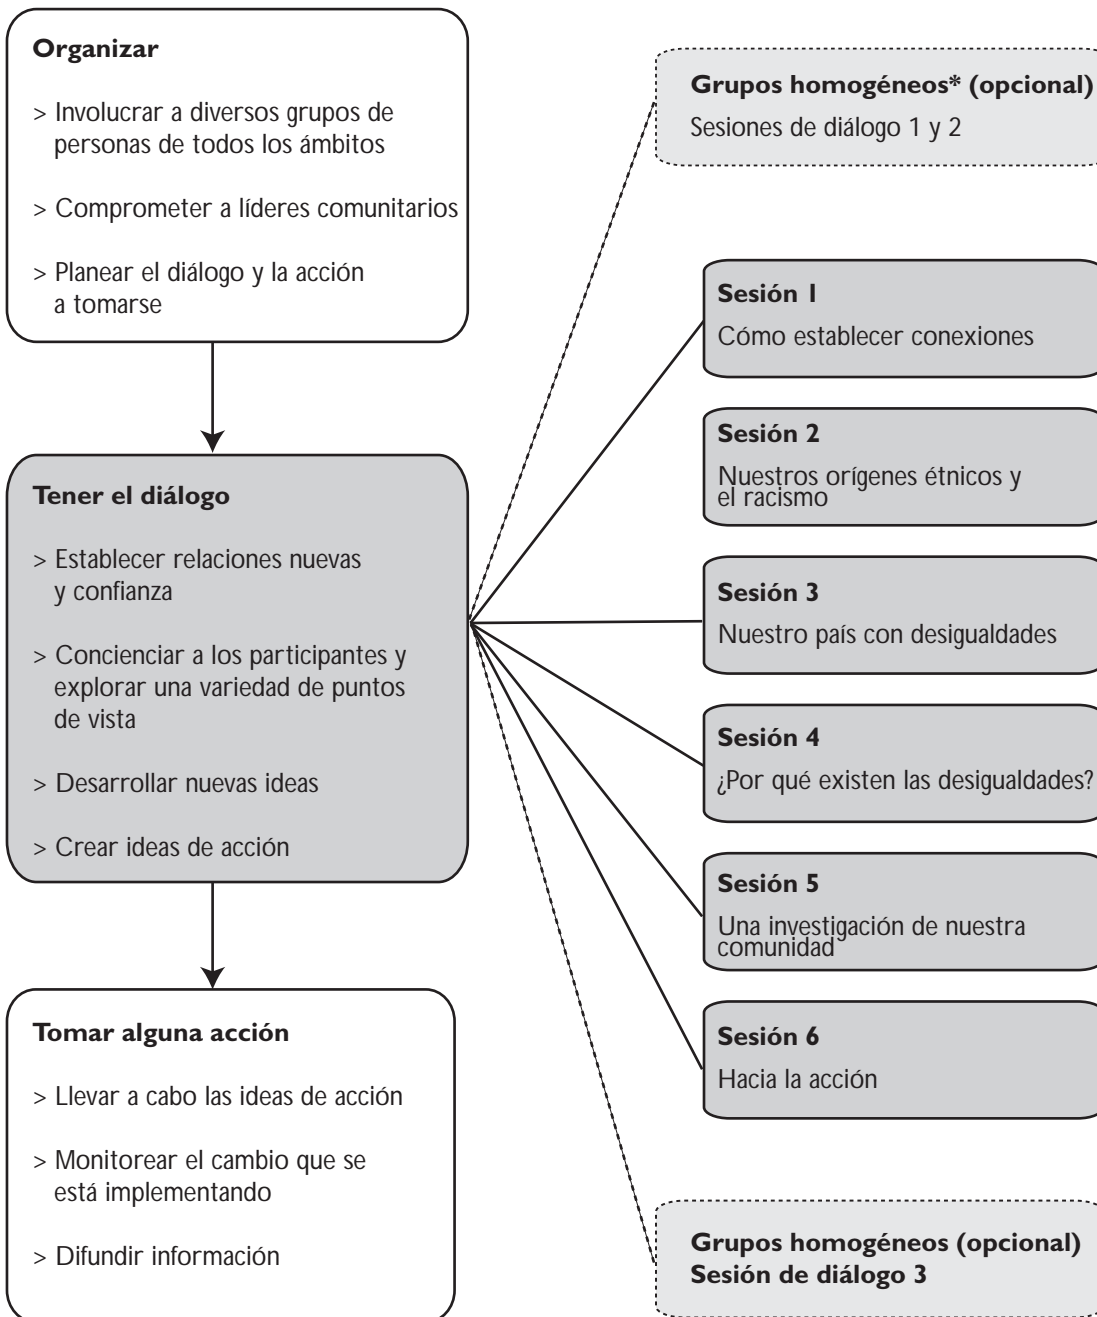 Organizar
> Involucrar a diversos grupos de
personas de todos los ámbitos
> Comprometer a líderes comunitarios
> Planear el diálogo y la acción
a tomarse
Tener el diálogo
> Establecer relaciones nuevas
y confianza
> Concienciar a los participantes y
explorar una variedad de puntos
de vista
> Desarrollar nuevas ideas
> Crear ideas de acción
Tomar alguna acción
> Llevar a cabo las ideas de acción
> Monitorear el cambio que se
está implementando
> Difundir información
Grupos homogéneos* (opcional)
Sesiones de diálogo 1 y 2
Sesión 1
Cómo establecer conexiones
Sesión 2
Nuestros orígenes étnicos y
el racismo
Sesión 3
Nuestro país con desigualdades
Sesión 4
¿Por qué existen las desigualdades?
Sesión 5
Una investigación de nuestra
comunidad
Sesión 6
Hacia la acción
Grupos homogéneos (opcional)
Sesión de diálogo 3